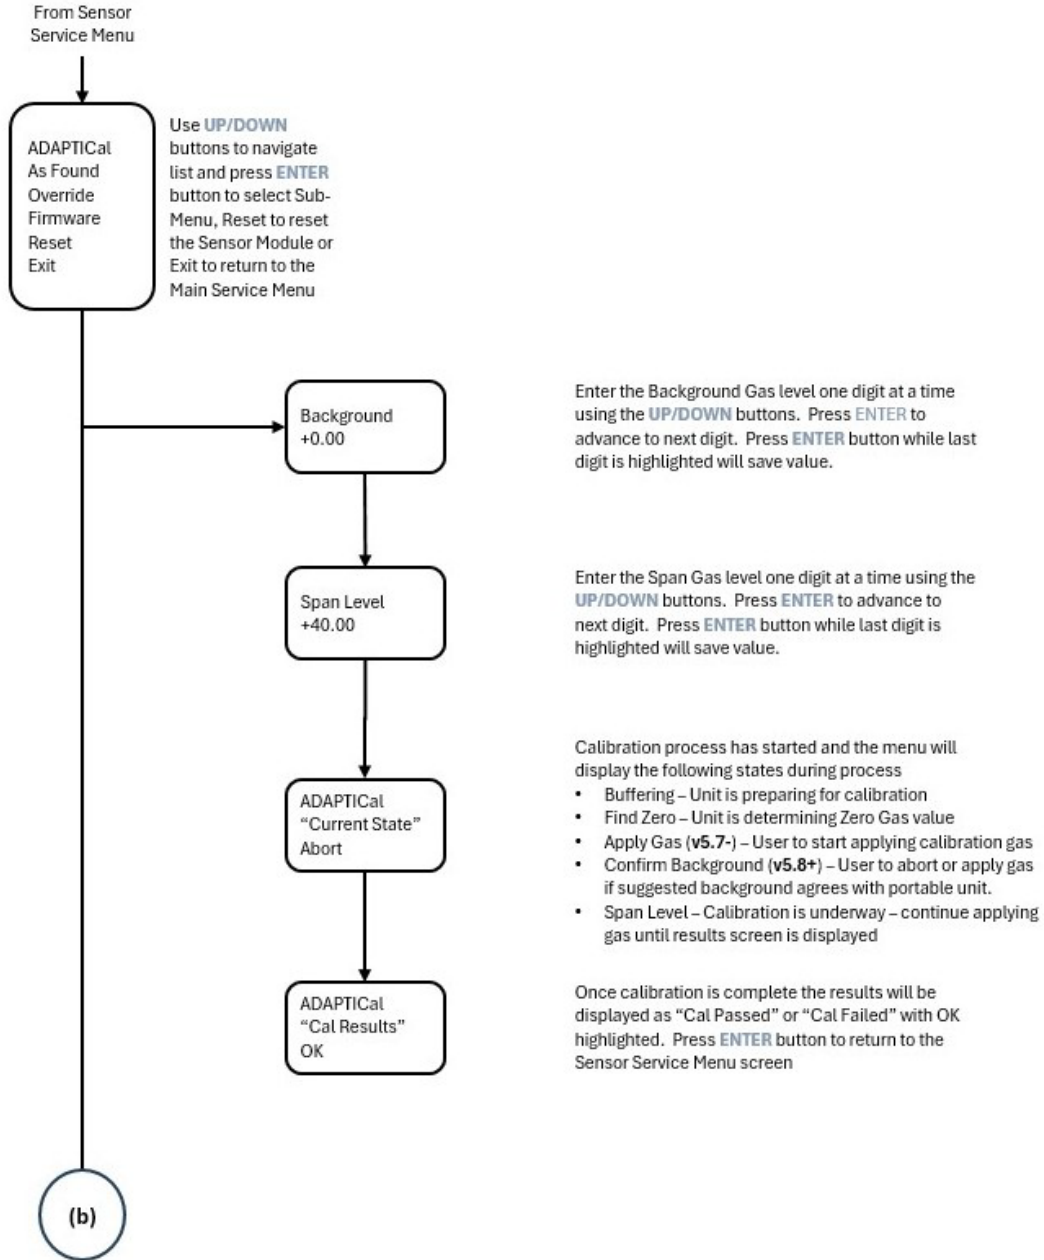 From Sensor
Service Menu
ADAPTICal
As Found
Override
Firmware
Reset
Exit
Use UP/DOWN
buttons to navigate
list and press ENTER
button to select Sub-
Menu, Reset to reset
the Sensor Module or
Exit to return to the
Main Service Menu
Background
+0.00
Enter the Background Gas level one digit at a time
using the UP/DOWN buttons.  Press ENTER to
advance to next digit.  Press ENTER button while last
digit is highlighted will save value.
Span Level
+40.00
Enter the Span Gas level one digit at a time using the
UP/DOWN buttons.  Press ENTER to advance to
next digit.  Press ENTER button while last digit is
highlighted will save value.
ADAPTICal
“Current State”
Abort
Calibration process has started and the menu will
display the following states during process
• Buffering – Unit is preparing for calibration
• Find Zero – Unit is determining Zero Gas value
• Apply Gas (v5.7-) – User to start applying calibration gas
• Confirm Background (v5.8+) – User to abort or apply gas
if suggested background agrees with portable unit.
• Span Level – Calibration is underway – continue applying
gas until results screen is displayed
ADAPTICal
“Cal Results”
OK
Once calibration is complete the results will be
displayed as “Cal Passed” or “Cal Failed” with OK
highlighted.  Press ENTER button to return to the
Sensor Service Menu screen
(b)